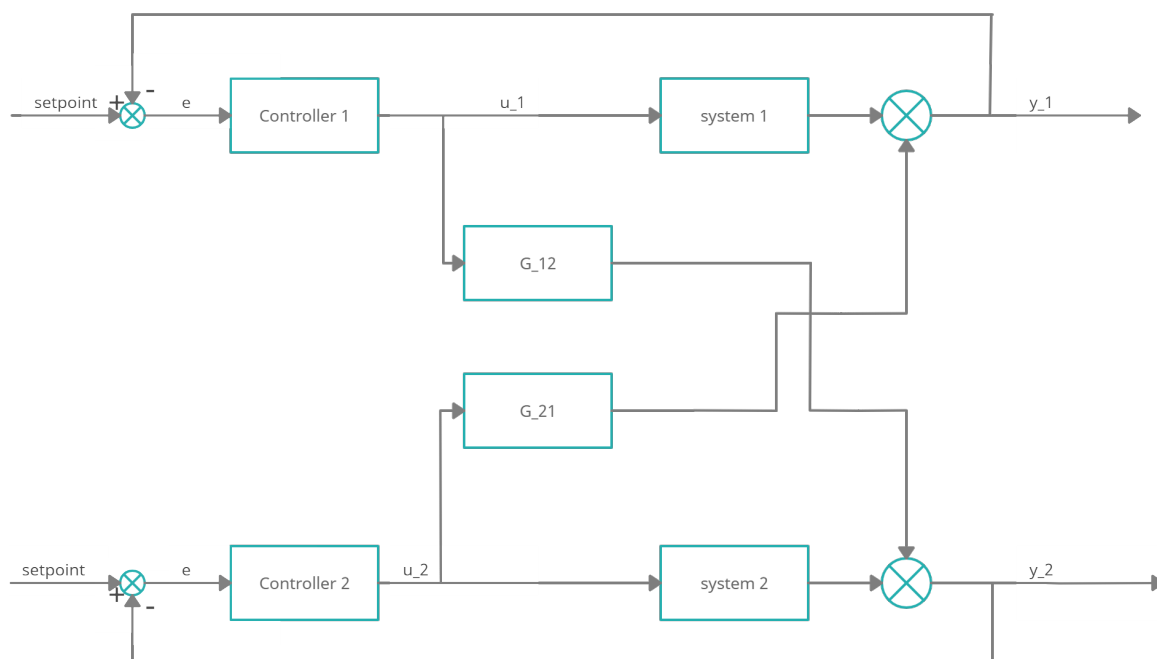 -
+
setpoint
e
Controller 1
u_1
system 1
y_1
G_12
G_21
setpoint
e
Controller 2
u_2
system 2
y_2
+
-